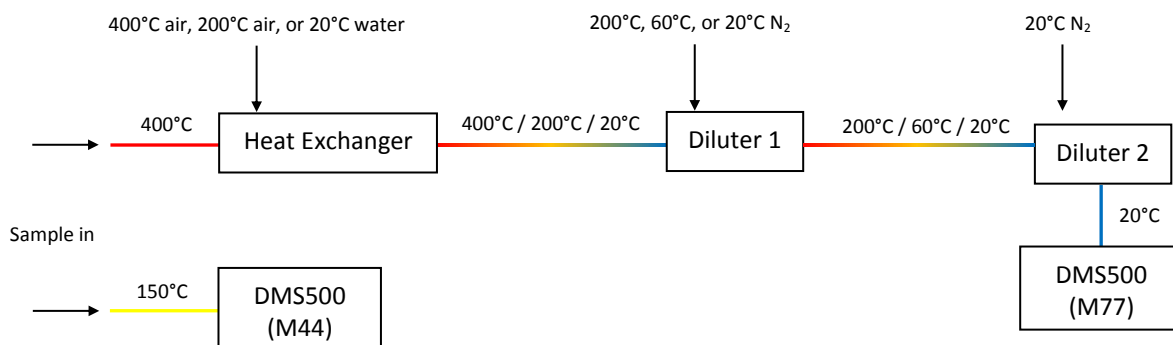 400°C air, 200°C air, or 20°C water
200°C, 60°C, or 20°C N₂
20°C N₂
400°C
Heat Exchanger
400°C / 200°C / 20°C
Diluter 1
200°C / 60°C / 20°C
Diluter 2
20°C
Sample in
150°C
DMS500
(M44)
DMS500
(M77)